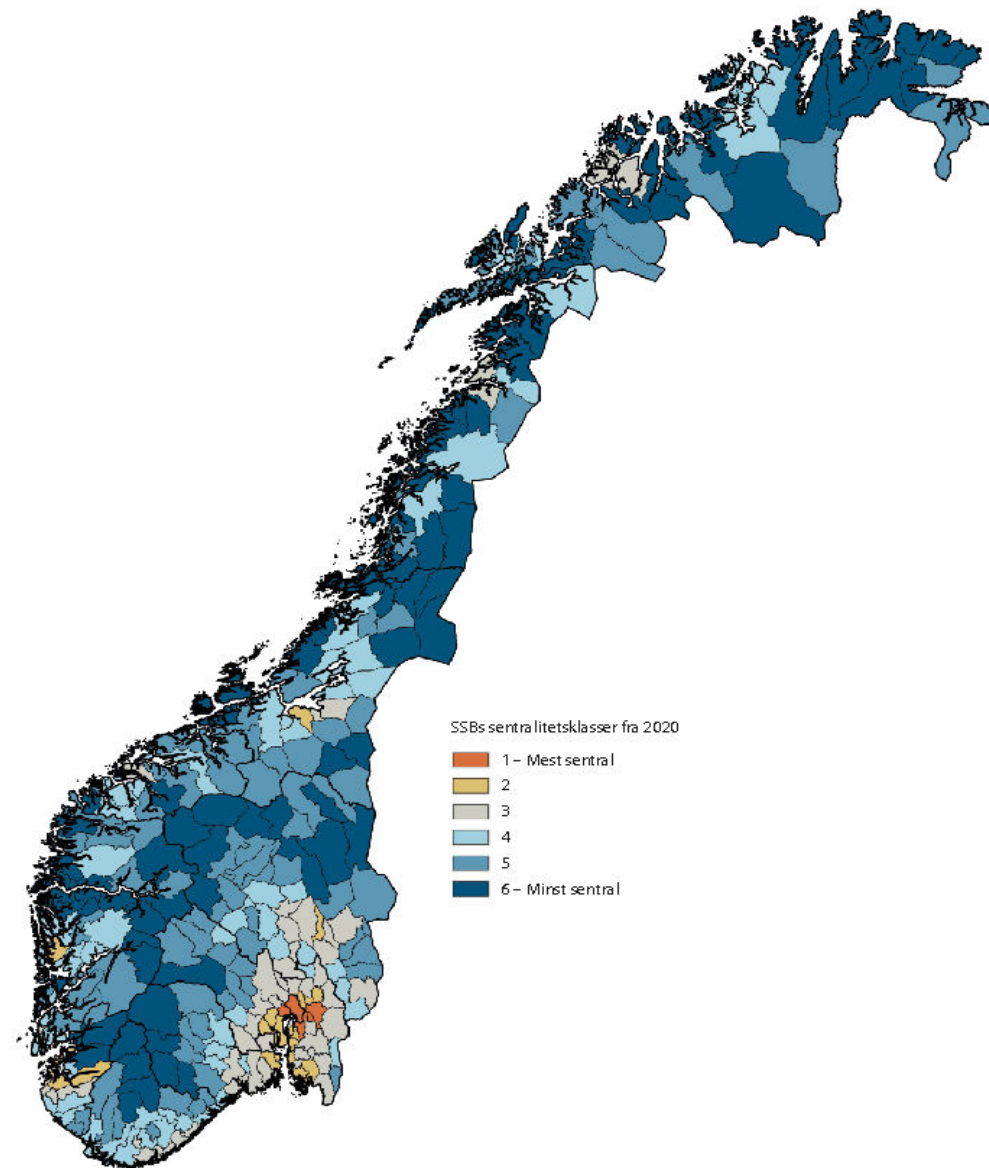 SSBs sentralitetsklasser fra 2020
1 – Mest sentral
2
3
4
5
6 – Minst sentral